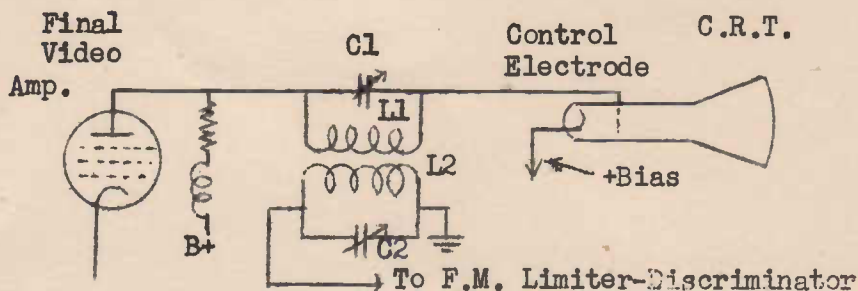 Final
Video
Amp.
C1
Control
Electrode
C.R.T.
L1
L2
+Bias
B+
C2
To F.M. Limiter-Discriminator